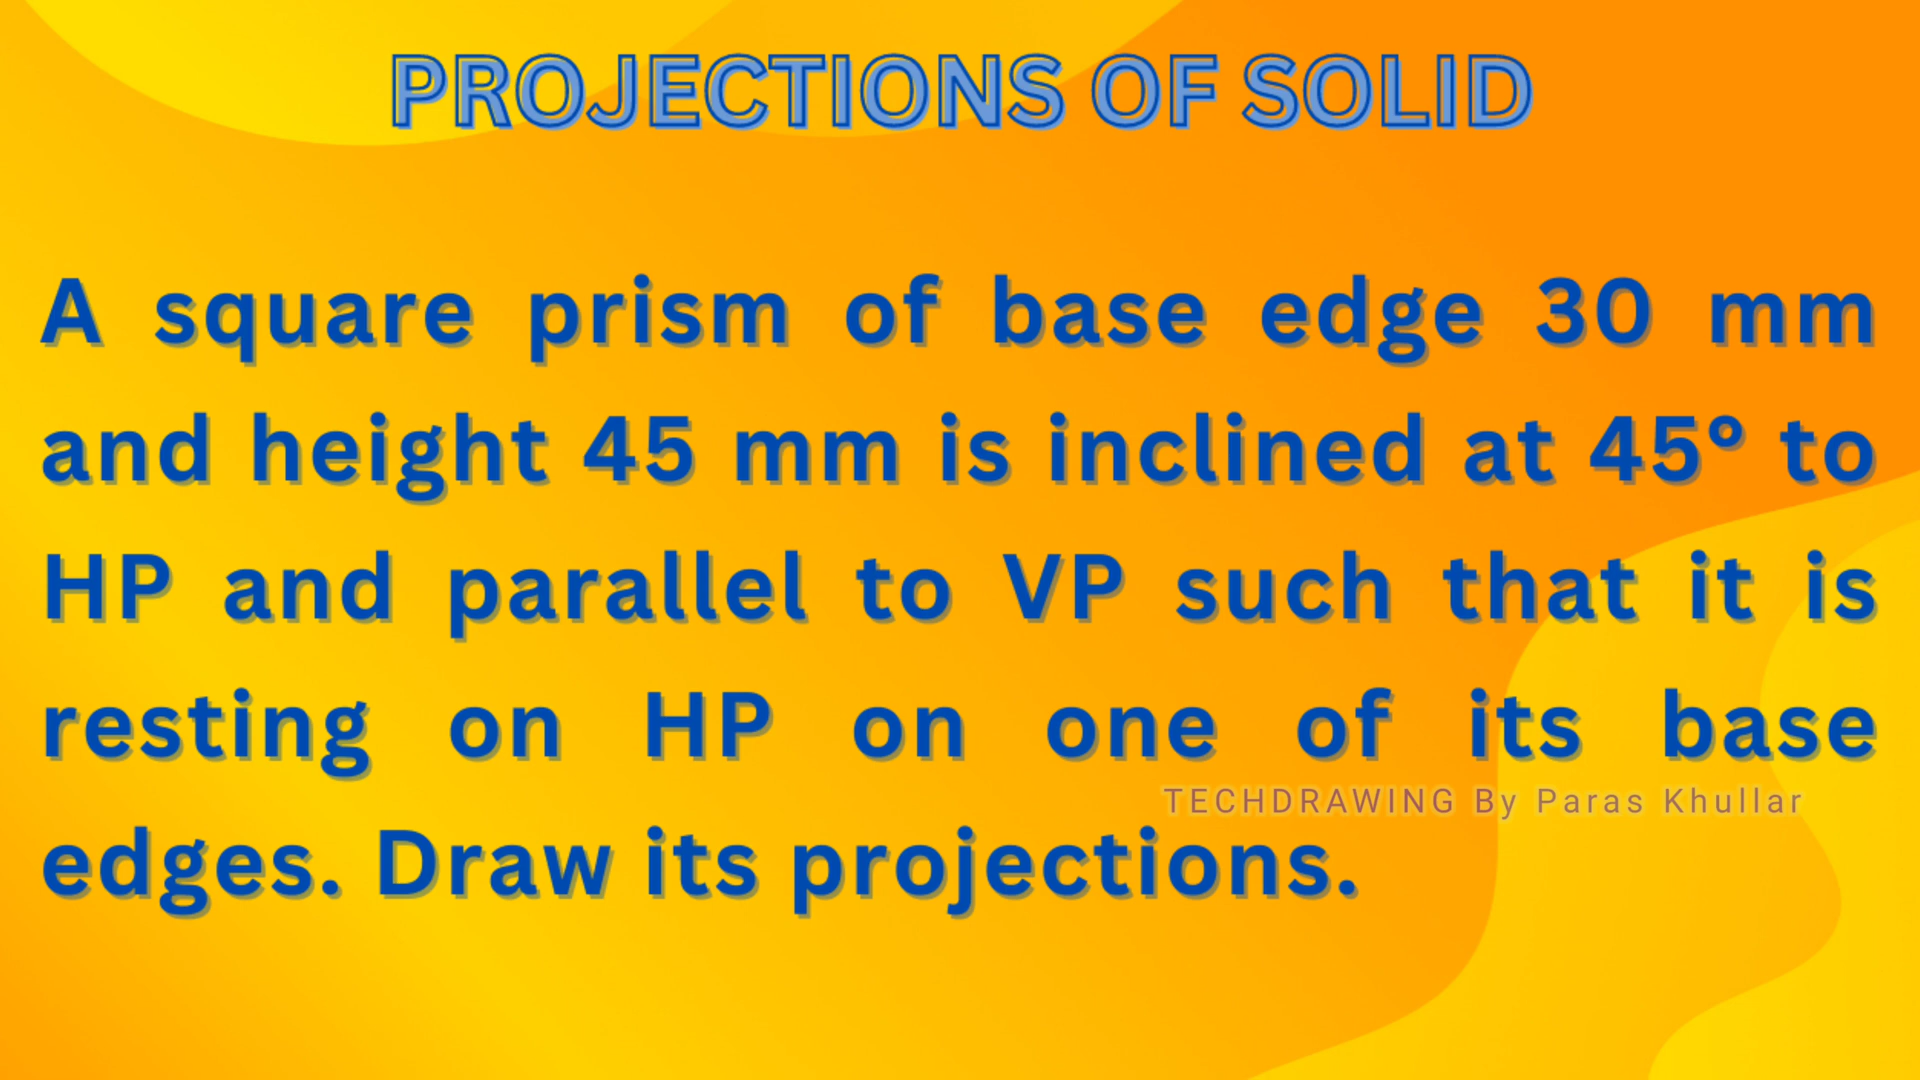 PROJECTIONS OF SOLID
A square prism of base edge 30 mm
and height 45 mm is inclined at 45° to
HP and parallel to VP such that it is
resting on HP on one of its base
TECHDRAWING By Paras Khullar
edges. Draw its projections.